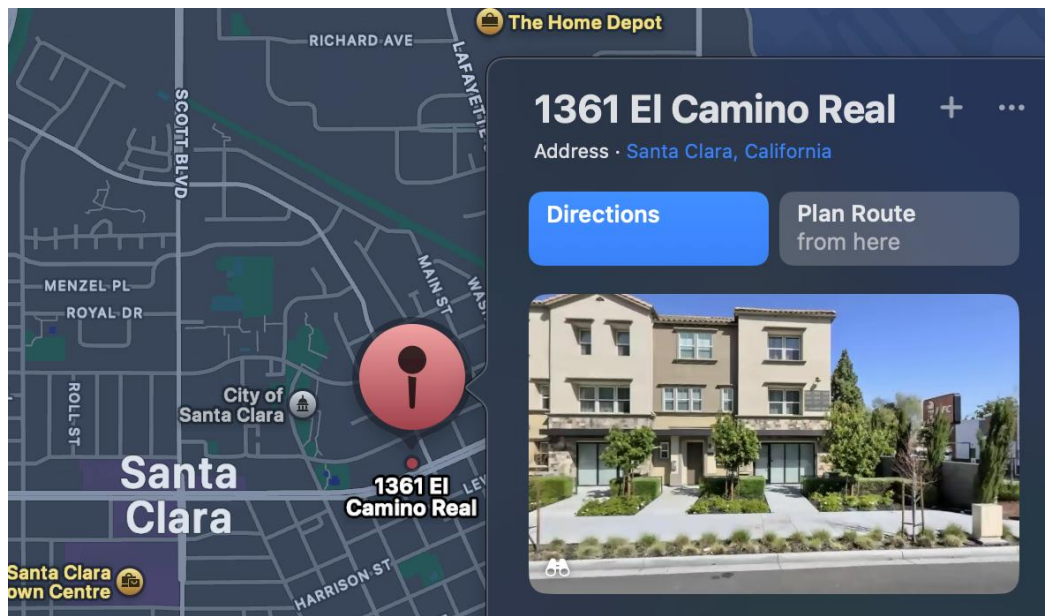 The Home Depot
RICHARD AVE
LAFAYETTE
SCOTT BLVD
MAIN ST
MENZEL PL
ROYAL DR
City of
Santa Clara
ROLL ST
Santa
Clara
1361 El
Camino Real
HARRISON ST
Santa Clara
own Centre
1361 El Camino Real
Address · Santa Clara, California
Directions
Plan Route
from here